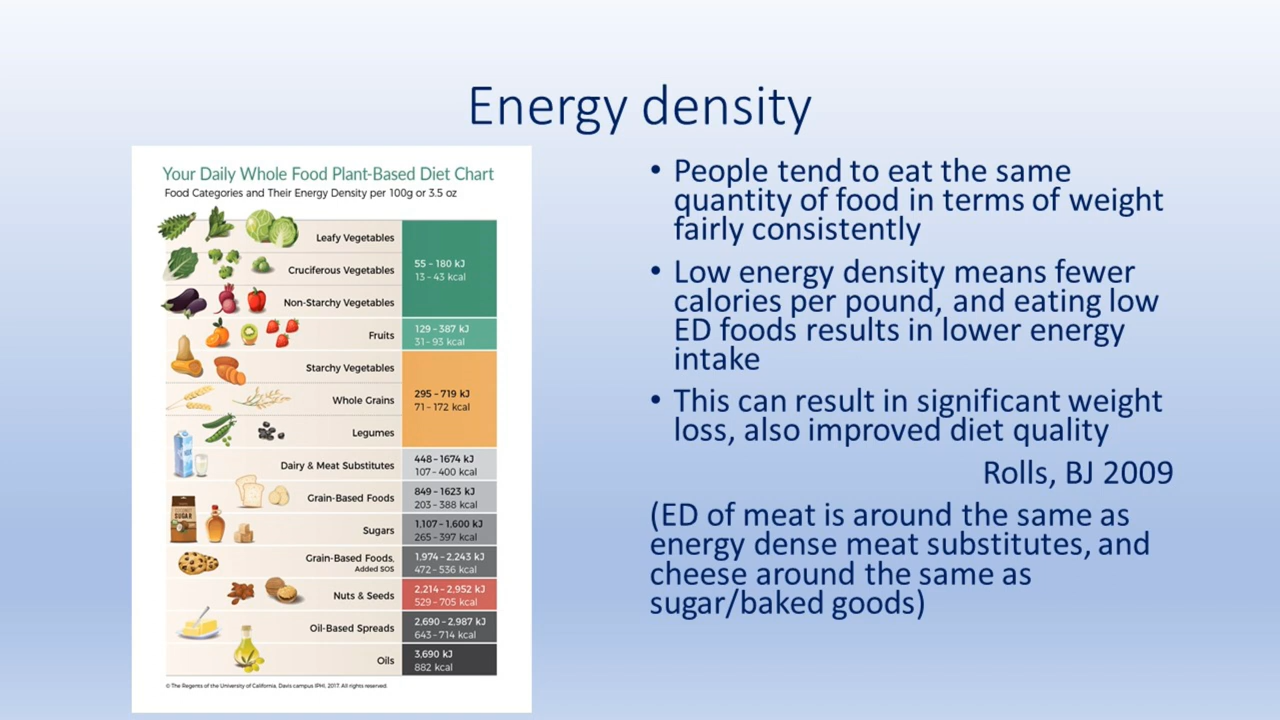 Energy density
Your Daily Whole Food Plant-Based Diet Chart
Food Categories and Their Energy Density per 100g or 3.5 oz
Leafy Vegetables
Cruciferous Vegetables
Non-Starchy Vegetables
55 – 180 kJ
13 – 43 kcal
Fruits
129 – 387 kJ
31 – 93 kcal
Starchy Vegetables
Whole Grains
Legumes
295 – 719 kJ
71 – 172 kcal
Dairy & Meat Substitutes
448 – 1674 kJ
107 – 400 kcal
Grain-Based Foods
849 – 1623 kJ
203 – 388 kcal
SUGAR
Sugars
1,107 – 1,600 kJ
265 – 397 kcal
Grain-Based Foods,
Added SOS
1,974 – 2,243 kJ
472 – 536 kcal
Nuts & Seeds
2,214 – 2,952 kJ
529 – 705 kcal
Oil-Based Spreads
2,690 – 2,987 kJ
643 – 714 kcal
Oils
3,690 kJ
882 kcal
© The Regents of the University of California, Davis campus (PH), 2017. All rights reserved.
• People tend to eat the same
quantity of food in terms of weight
fairly consistently
• Low energy density means fewer
calories per pound, and eating low
ED foods results in lower energy
intake
• This can result in significant weight
loss, also improved diet quality
Rolls, BJ 2009
(ED of meat is around the same as
energy dense meat substitutes, and
cheese around the same as
sugar/baked goods)